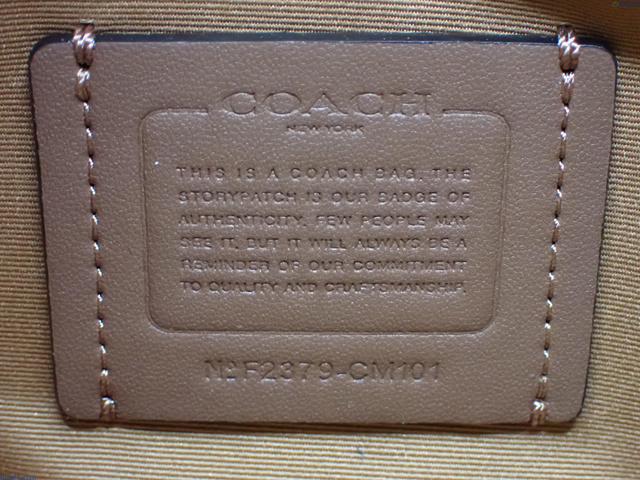 COACH
NEW YORK
THIS IS A COACH BAG. THE
STORYPATCH IS OUR BADGE OF
AUTHENTICITY. FEW PEOPLE MAY
SEE IT, BUT IT WILL ALWAYS BE A
REMINDER OF OUR COMMITMENT
TO QUALITY AND CRAFTSMANSHIP.
Nº F2379-CM101